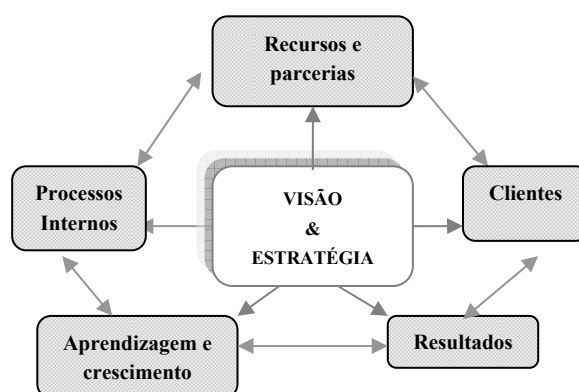 Recursos e
parcerias
Processos
Internos
VISÃO
&
ESTRATÉGIA
Clientes
Aprendizagem e
crescimento
Resultados